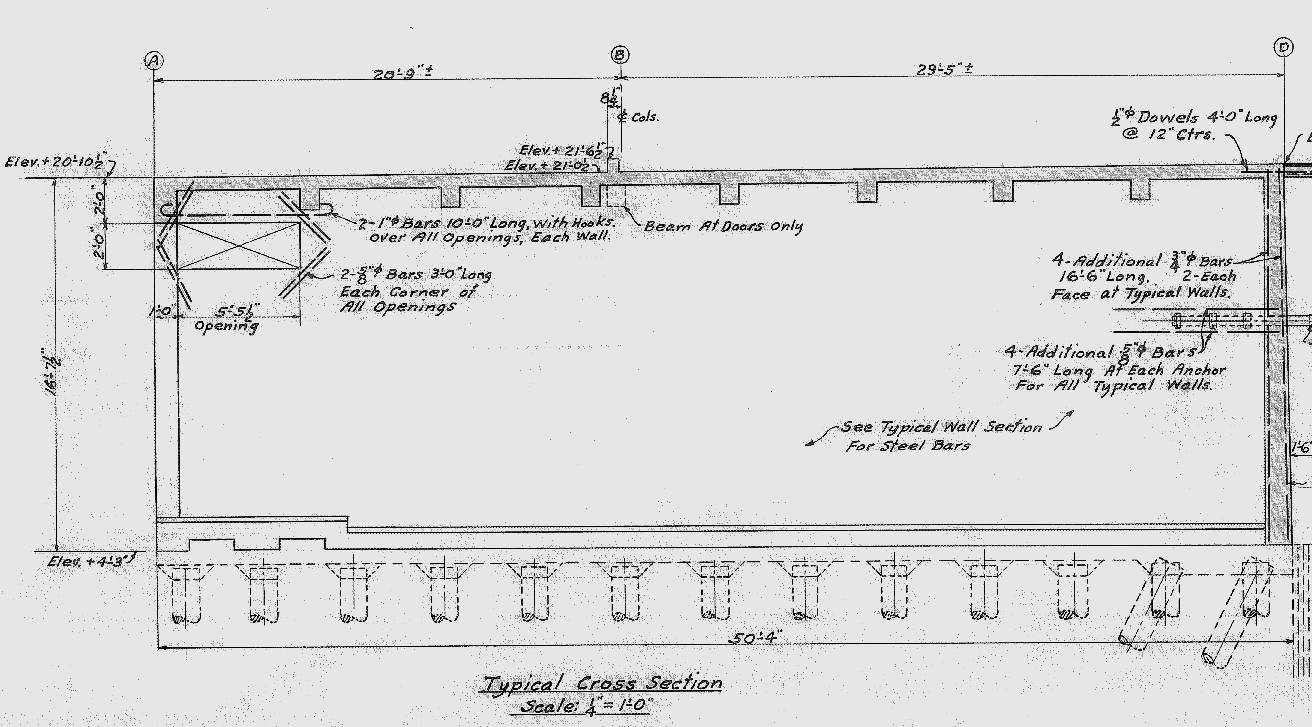 A
B
D
20'-9"±
29'-5"±
8½"
℄ Cols.
½"ϕ Dowels 4'-0" Long
@ 12" Ctrs.
Elev. + 21'-6½"
Elev. + 21'-0½"
Elev. + 20'-10½"
2'-0"
2'-0"
2-1"ϕ Bars 10'-0" Long, With Hooks.
Over All Openings, Each Wall.
Beam At Doors Only
2-⅝"ϕ Bars 3'-0" Long
Each Corner of
All Openings
4-Additional ¾"ϕ Bars
16'-6" Long, 2-Each
Face at Typical Walls.
1'-0"
5'-5½"
Opening
4-Additional ⅝"ϕ Bars
7'-6" Long At Each Anchor
For All Typical Walls.
16'-7½"
See Typical Wall Section
For Steel Bars
1'-6"
Elev. + 4'-3"
50'-4"
Typical Cross Section
Scale: ¼" = 1'-0"